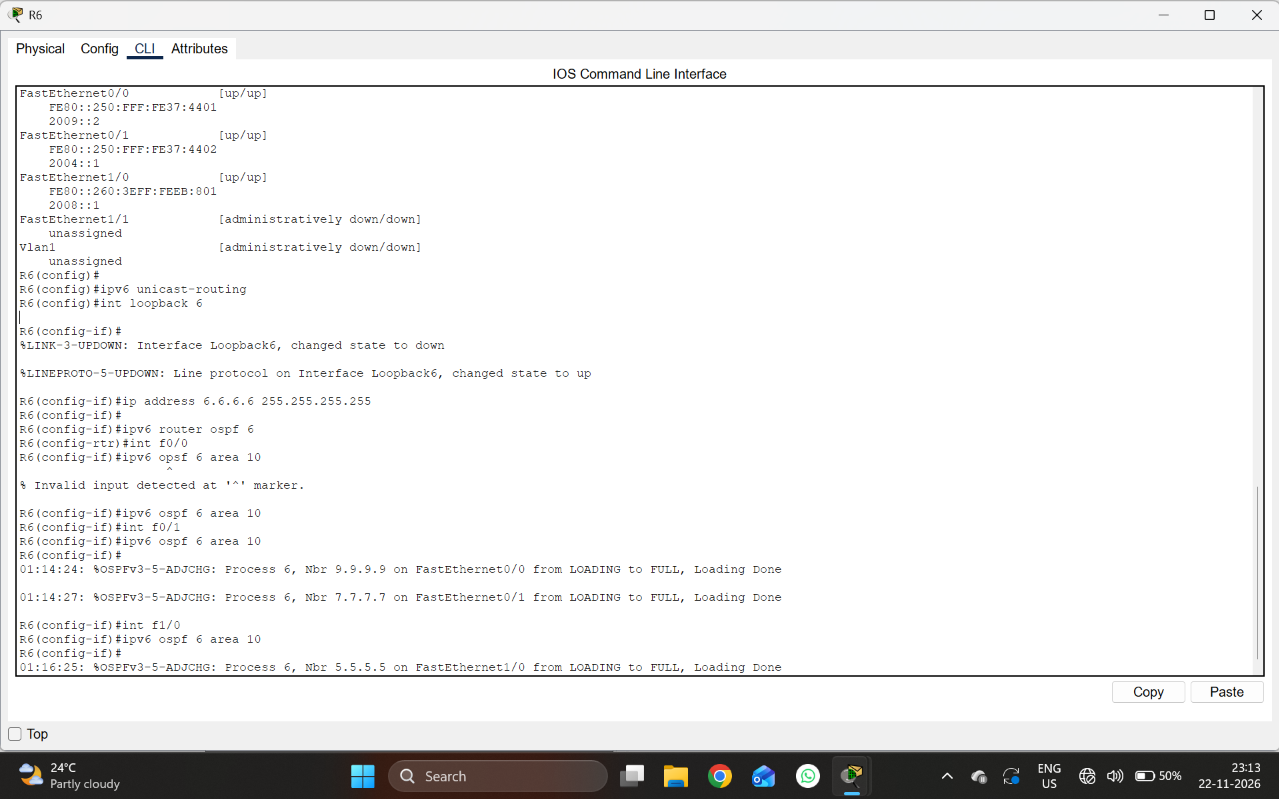 R6
Physical Config CLI Attributes
IOS Command Line Interface
FastEthernet0/0 [up/up]
FE80::250:FFF:FE37:4401
2009::2
FastEthernet0/1 [up/up]
FE80::250:FFF:FE37:4402
2004::1
FastEthernet1/0 [up/up]
FE80::260:3EFF:FEEB:801
2008::1
FastEthernet1/1 [administratively down/down]
unassigned
Vlan1 [administratively down/down]
unassigned
R6(config)#
R6(config)#ipv6 unicast-routing
R6(config)#int loopback 6
R6(config-if)#
%LINK-3-UPDOWN: Interface Loopback6, changed state to down
%LINEPROTO-5-UPDOWN: Line protocol on Interface Loopback6, changed state to up
R6(config-if)#ip address 6.6.6.6 255.255.255.255
R6(config-if)#
R6(config-if)#ipv6 router ospf 6
R6(config-rtr)#int f0/0
R6(config-if)#ipv6 opsf 6 area 10
^
% Invalid input detected at '^' marker.
R6(config-if)#ipv6 ospf 6 area 10
R6(config-if)#int f0/1
R6(config-if)#ipv6 ospf 6 area 10
R6(config-if)#
01:14:24: %OSPFv3-5-ADJCHG: Process 6, Nbr 9.9.9.9 on FastEthernet0/0 from LOADING to FULL, Loading Done
01:14:27: %OSPFv3-5-ADJCHG: Process 6, Nbr 7.7.7.7 on FastEthernet0/1 from LOADING to FULL, Loading Done
R6(config-if)#int f1/0
R6(config-if)#ipv6 ospf 6 area 10
R6(config-if)#
01:16:25: %OSPFv3-5-ADJCHG: Process 6, Nbr 5.5.5.5 on FastEthernet1/0 from LOADING to FULL, Loading Done
Copy Paste
Top
24°C
Partly cloudy
Search
ENG
US
50%
23:13
22-11-2026